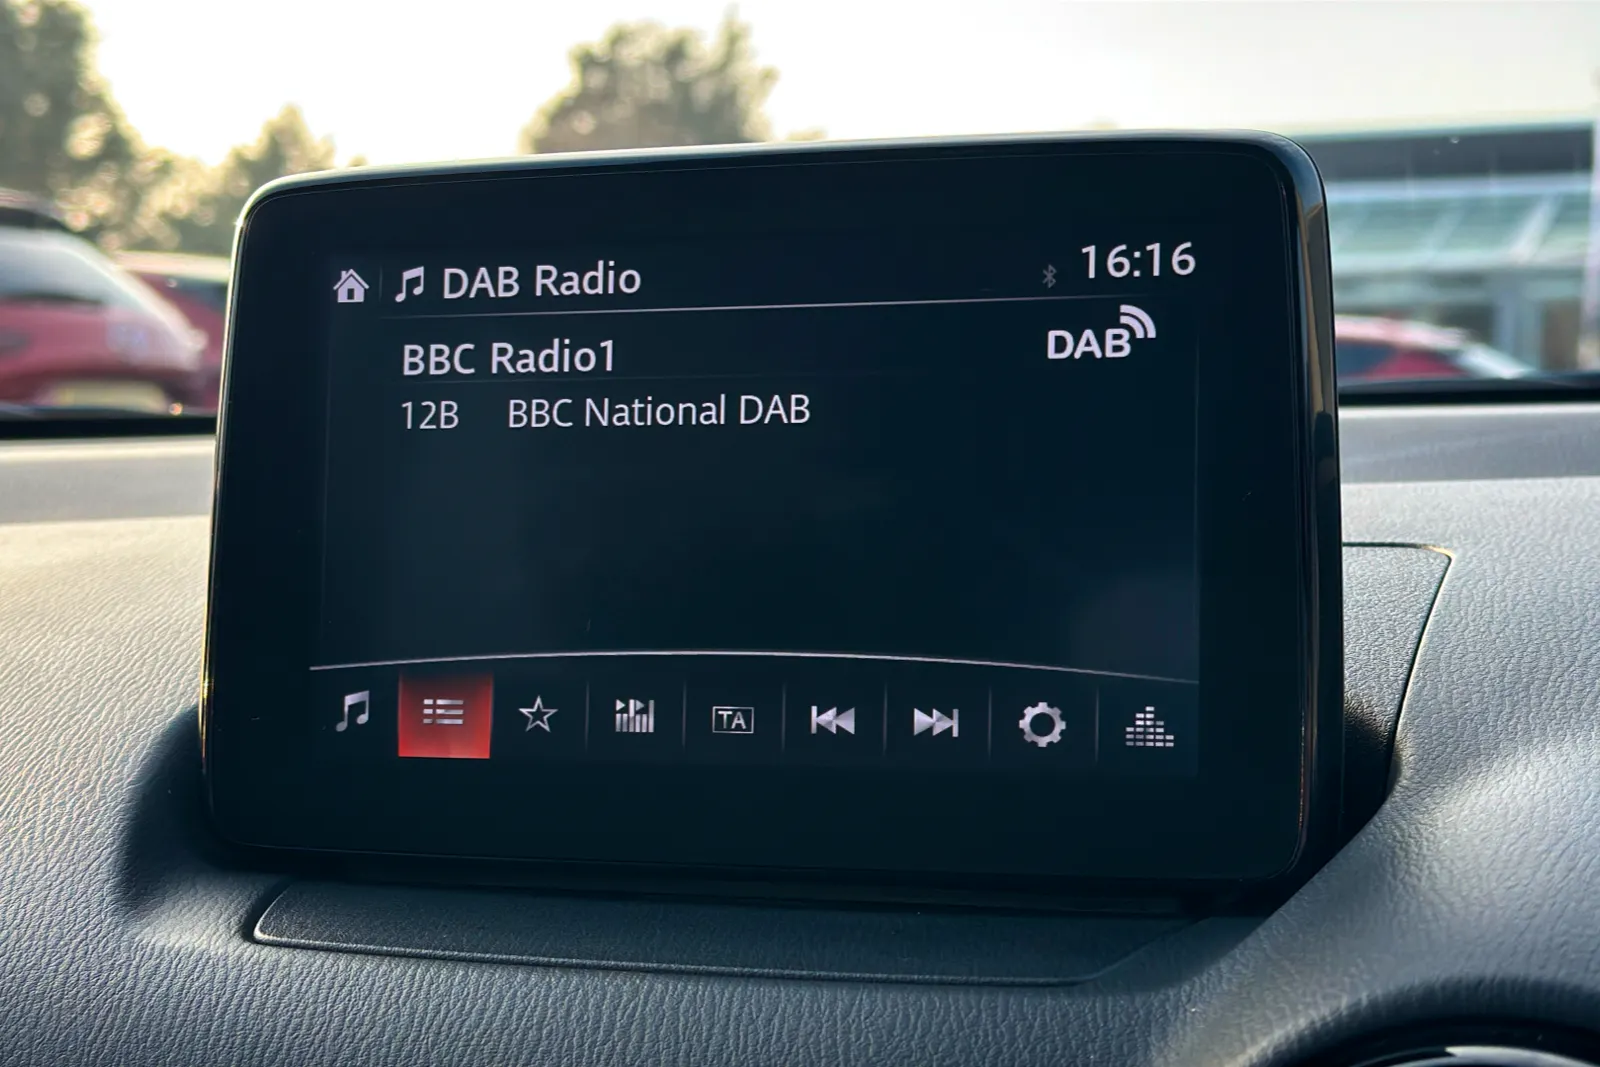 DAB Radio
16:16
BBC Radio1
DAB
12B BBC National DAB
TA